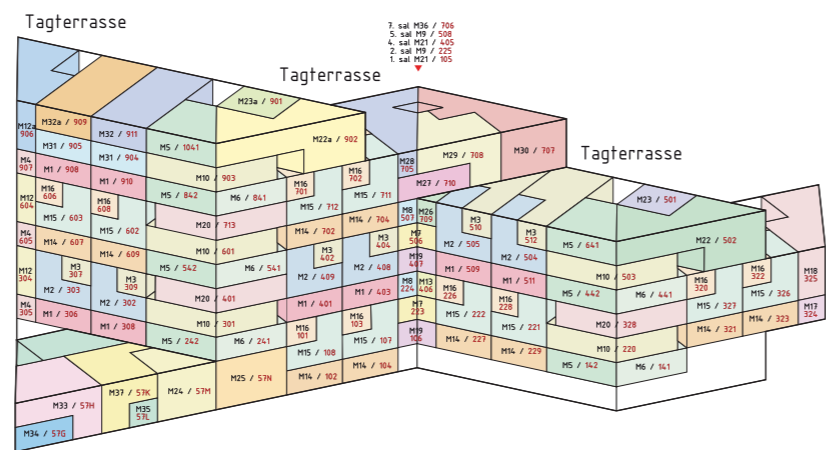 Tagterrasse
7. sal M36 / 706
5. sal M9 / 508
4. sal M21 / 405
2. sal M9 / 225
1. sal M21 / 105
Tagterrasse
Tagterrasse
M12a
906
M32a / 909
M32 / 911
M23a / 901
M22a / 902
M5 / 1041
M31 / 905
M31 / 904
M10 / 903
M4
907
M1 / 908
M1 / 910
M5 / 842
M6 / 841
M16
701
M16
702
M28
705
M29 / 708
M30 / 707
M27 / 710
M12
604
M16
606
M15 / 603
M16
608
M15 / 602
M20 / 713
M15 / 712
M15 / 711
M8
507
M26
709
M4
605
M14 / 607
M14 / 609
M10 / 601
M14 / 702
M14 / 704
M7
506
M3
510
M2 / 505
M3
512
M2 / 504
M5 / 641
M23 / 501
M22 / 502
M12
304
M3
307
M2 / 303
M3
309
M2 / 302
M5 / 542
M6 / 541
M3
402
M2 / 409
M3
404
M2 / 408
M19
407
M1 / 509
M1 / 511
M10 / 503
M5 / 442
M6 / 441
M16
320
M15 / 327
M16
322
M15 / 326
M18
325
M4
305
M1 / 306
M1 / 308
M20 / 401
M10 / 301
M1 / 401
M1 / 403
M8
224
M13
406
M16
226
M15 / 222
M16
228
M15 / 221
M20 / 328
M14 / 321
M14 / 323
M17
324
M5 / 242
M6 / 241
M16
101
M15 / 108
M16
103
M15 / 107
M7
223
M19
106
M14 / 227
M14 / 229
M10 / 220
M5 / 142
M6 / 141
M33 / 57H
M34 / 57G
M37 / 57K
M35
57L
M24 / 57M
M25 / 57N
M14 / 102
M14 / 104